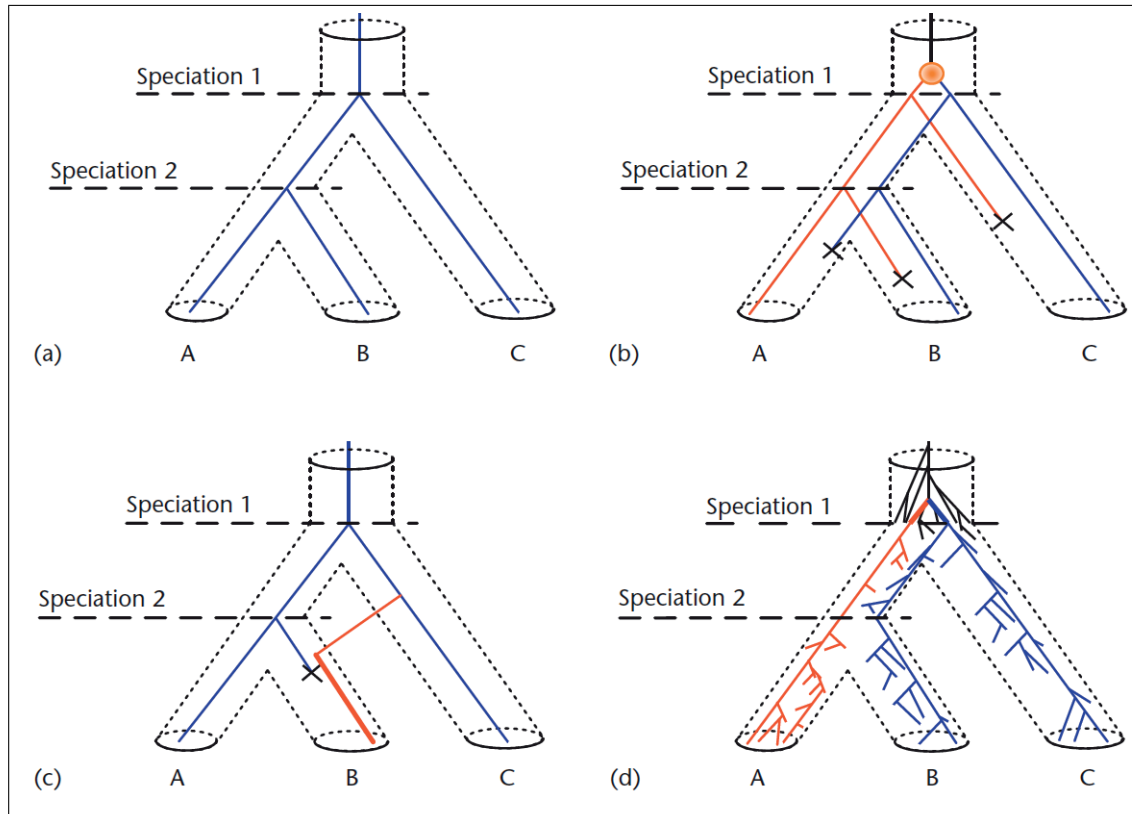 Speciation 1
Speciation 2
(a) A B C
Speciation 1
Speciation 2
(b) A B C
Speciation 1
Speciation 2
(c) A B C
Speciation 1
Speciation 2
(d) A B C